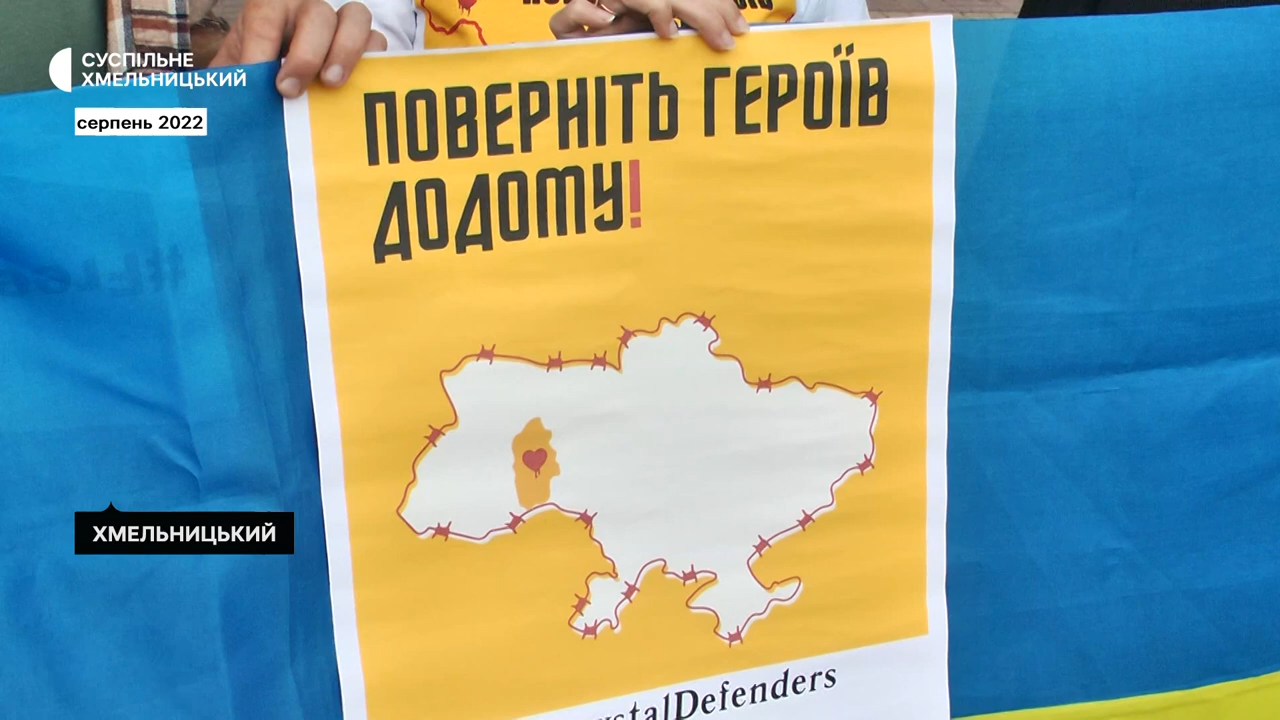 СУСПІЛЬНЕ
ХМЕЛЬНИЦЬКИЙ
серпень 2022
ПОВЕРНІТЬ ГЕРОЇВ
ДОДОМУ!
ХМЕЛЬНИЦЬКИЙ